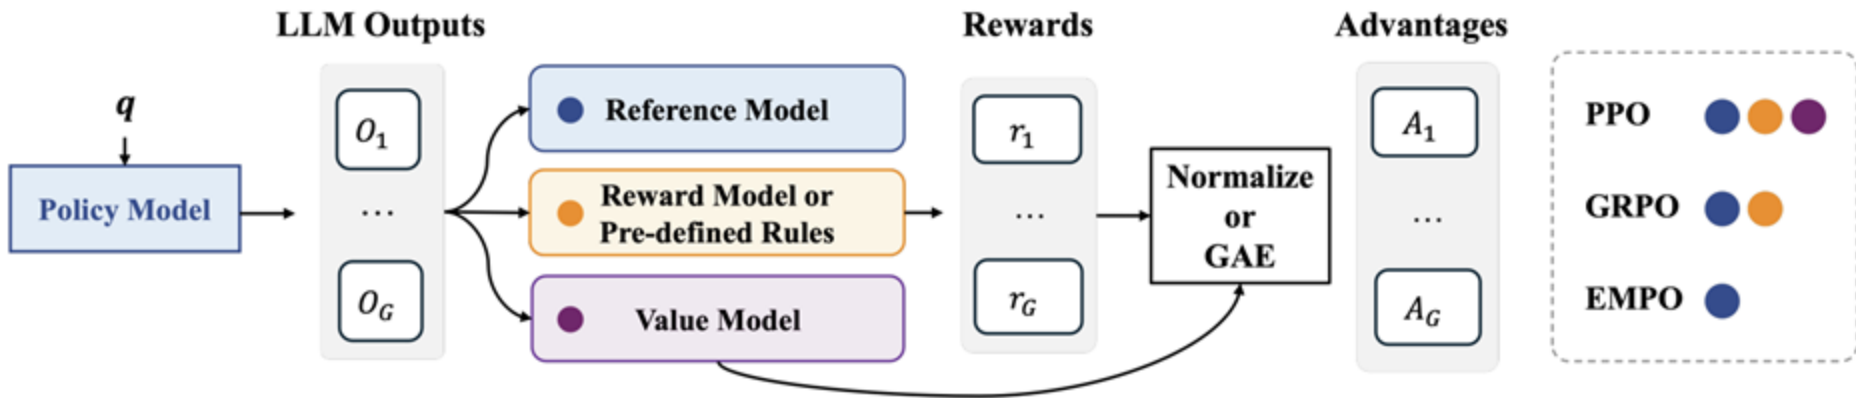 LLM Outputs
Rewards
Advantages
q
Policy Model
O1
...
OG
Reference Model
Reward Model or
Pre-defined Rules
Value Model
r1
...
rG
Normalize
or
GAE
A1
...
AG
PPO
GRPO
EMPO